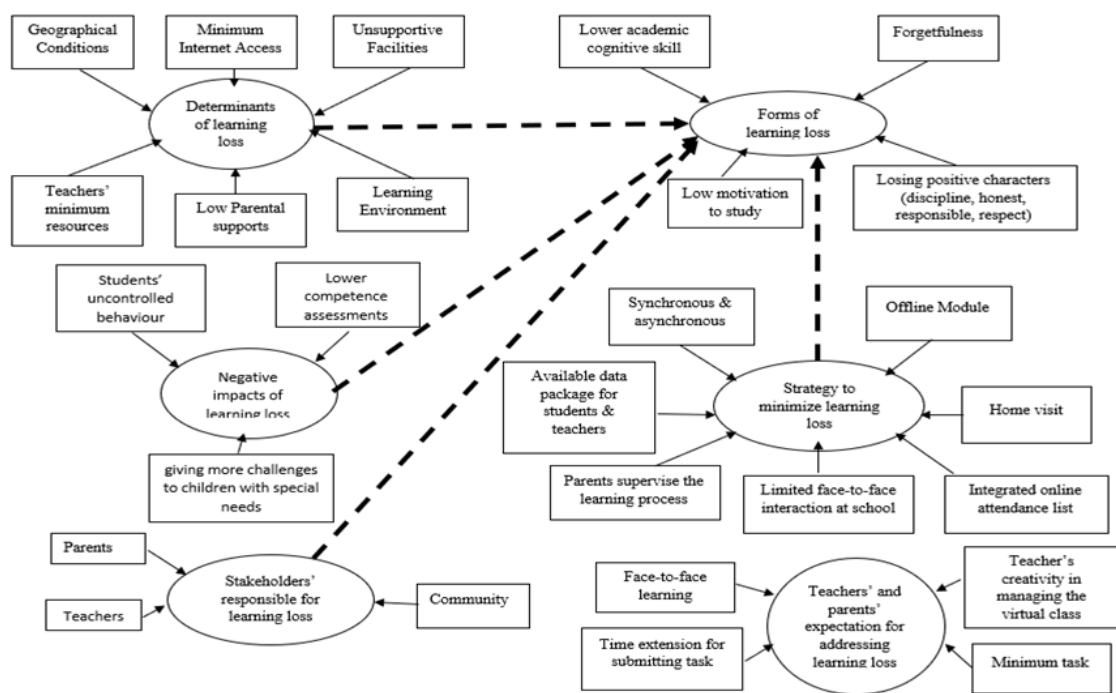 Geographical
Conditions
Minimum
Internet Access
Unsupportive
Facilities
Determinants
of learning
loss
Teachers'
minimum
resources
Low Parental
supports
Learning
Environment
Lower academic
cognitive skill
Forgetfulness
Forms of
learning loss
Low motivation
to study
Losing positive characters
(discipline, honest,
responsible, respect)
Students'
uncontrolled
behaviour
Lower
competence
assessments
Negative
impacts of
learning loss
giving more challenges
to children with special
needs
Synchronous &
asynchronous
Offline Module
Available data
package for
students &
teachers
Strategy to
minimize learning
loss
Home visit
Parents supervise the
learning process
Limited face-to-face
interaction at school
Integrated online
attendance list
Parents
Teachers
Stakeholders'
responsible for
learning loss
Community
Face-to-face
learning
Time extension for
submitting task
Teachers' and
parents'
expectation for
addressing
learning loss
Teacher's
creativity in
managing the
virtual class
Minimum task